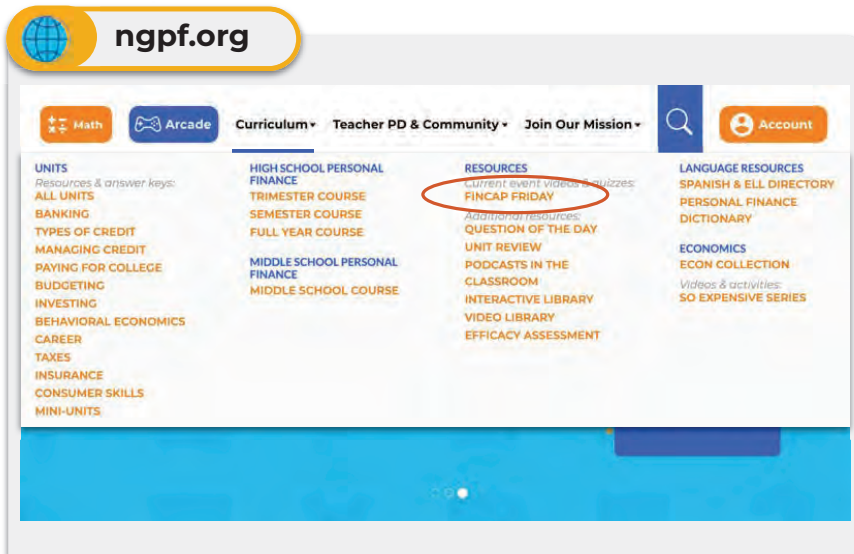 ngpf.org
Math
Arcade
Curriculum
Teacher PD & Community
Join Our Mission
Account
UNITS
Resources & answer keys:
ALL UNITS
BANKING
TYPES OF CREDIT
MANAGING CREDIT
PAYING FOR COLLEGE
BUDGETING
INVESTING
BEHAVIORAL ECONOMICS
CAREER
TAXES
INSURANCE
CONSUMER SKILLS
MINI-UNITS
HIGH SCHOOL PERSONAL
FINANCE
TRIMESTER COURSE
SEMESTER COURSE
FULL YEAR COURSE
MIDDLE SCHOOL PERSONAL
FINANCE
MIDDLE SCHOOL COURSE
RESOURCES
Current event videos & quizzes:
FINCAP FRIDAY
Additional resources:
QUESTION OF THE DAY
UNIT REVIEW
PODCASTS IN THE
CLASSROOM
INTERACTIVE LIBRARY
VIDEO LIBRARY
EFFICACY ASSESSMENT
LANGUAGE RESOURCES
SPANISH & ELL DIRECTORY
PERSONAL FINANCE
DICTIONARY
ECONOMICS
ECON COLLECTION
Videos & activities:
SO EXPENSIVE SERIES